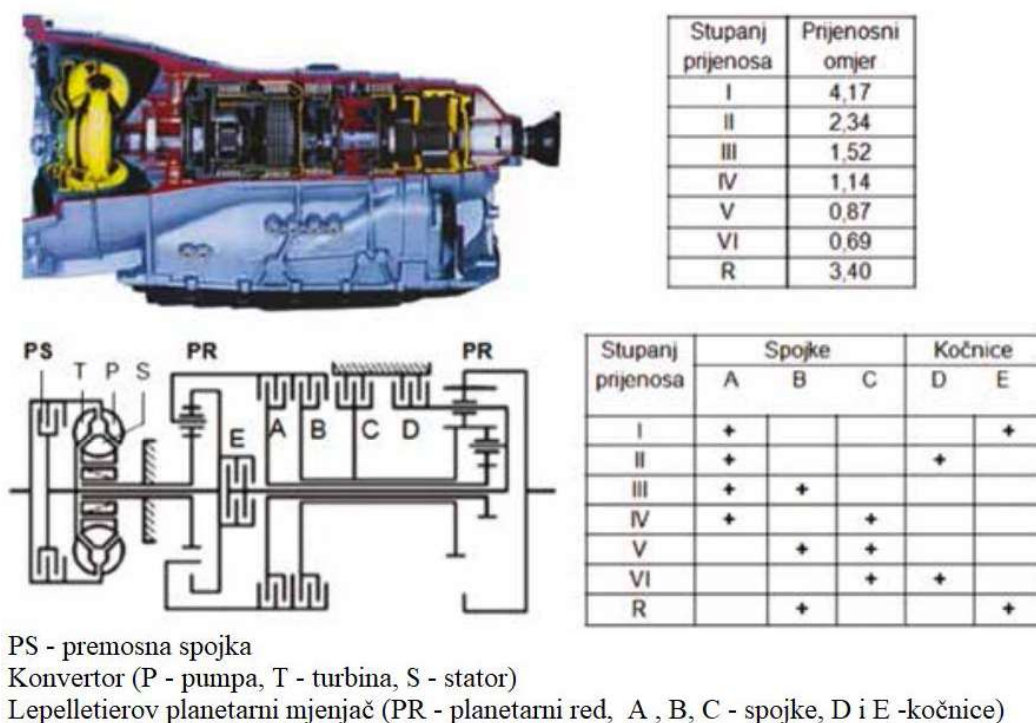 Stupanj prijenosa Prijenosni omjer
I 4,17
II 2,34
III 1,52
IV 1,14
V 0,87
VI 0,69
R 3,40
PS PR PR
T P S
E A B C D
Stupanj prijenosa Spojke Kočnice
A B C D E
I + +
II + +
III + +
IV + +
V + +
VI + +
R + +
PS - premosna spojka
Konvertor (P - pumpa, T - turbina, S - stator)
Lepelletierov planetarni mjenjač (PR - planetarni red, A , B, C - spojke, D i E -kočnice)